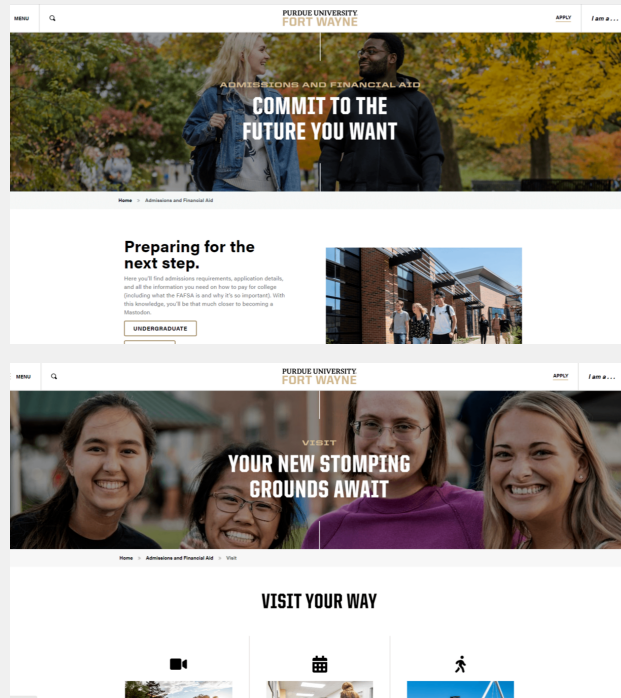 MENU
PURDUE UNIVERSITY
FORT WAYNE
APPLY
I am a . . .
ADMISSIONS AND FINANCIAL AID
COMMIT TO THE
FUTURE YOU WANT
Home > Admissions and Financial Aid
Preparing for the
next step.
Here you'll find admissions requirements, application details,
and all the information you need on how to pay for college
(including what the FAFSA is and why it's so important). With
this knowledge, you'll be that much closer to becoming a
Mastodon.
UNDERGRADUATE
MENU
PURDUE UNIVERSITY
FORT WAYNE
APPLY
I am a . . .
VISIT
YOUR NEW STOMPING
GROUNDS AWAIT
Home > Admissions and Financial Aid > Visit
VISIT YOUR WAY